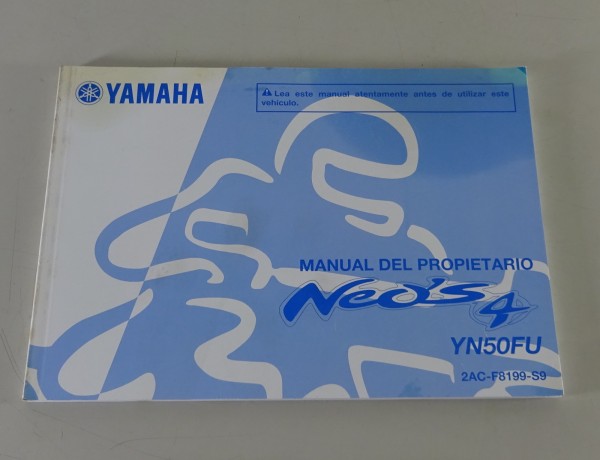 YAMAHA
⚠ Lea este manual atentamente antes de utilizar este
vehículo.
MANUAL DEL PROPIETARIO
Neo's 4
YN50FU
2AC-F8199-S9